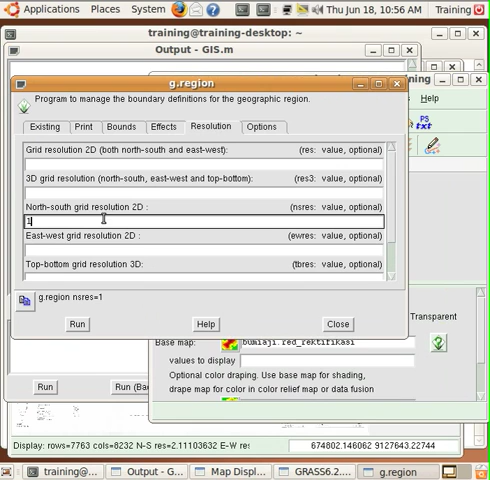 Applications Places System Thu Jun 18, 10:56 AM Training
training@training-desktop: ~
Output - GIS.m
g.region
Program to manage the boundary definitions for the geographic region.
Help
Existing Print Bounds Effects Resolution Options
PS
txt
Grid resolution 2D (both north-south and east-west): (res: value, optional)
3D grid resolution (north-south, east-west and top-bottom): (res3: value, optional)
North-south grid resolution 2D : (nsres: value, optional)
1
East-west grid resolution 2D : (ewres: value, optional)
Top-bottom grid resolution 3D: (tbres: value, optional)
g.region nsres=1
Transparent
Run Help Close
Base map: bumiaji.red_rektifikasi
values to display
Optional color draping. Use base map for shading,
drape map for color in color relief map or data fusion
Run Run (Bac
Display: rows=7763 cols=8232 N-S res=2.11103632 E-W res 674802.146062 9127643.22744
training@... Output - G... Map Displ... GRASS6.2.... g.region